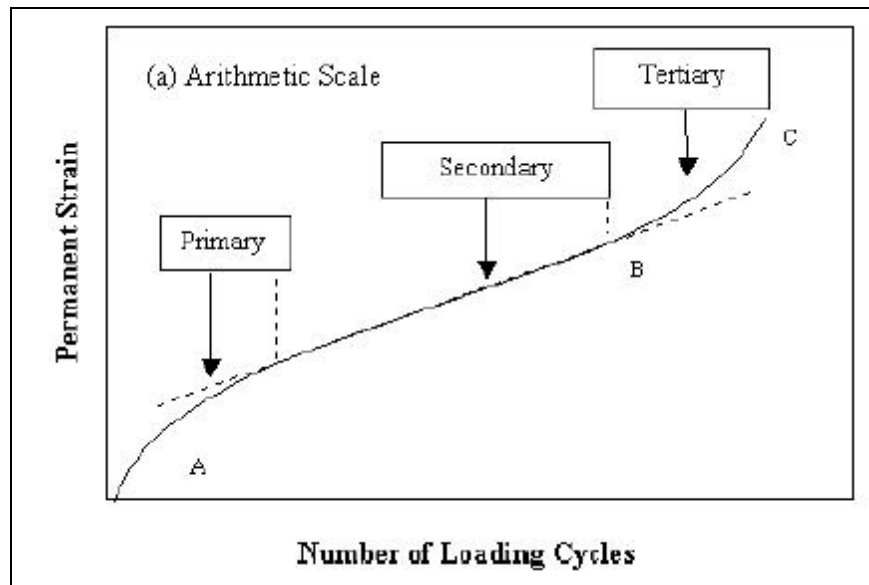 (a) Arithmetic Scale
Tertiary
C
Secondary
Primary
B
A
Permanent Strain
Number of Loading Cycles